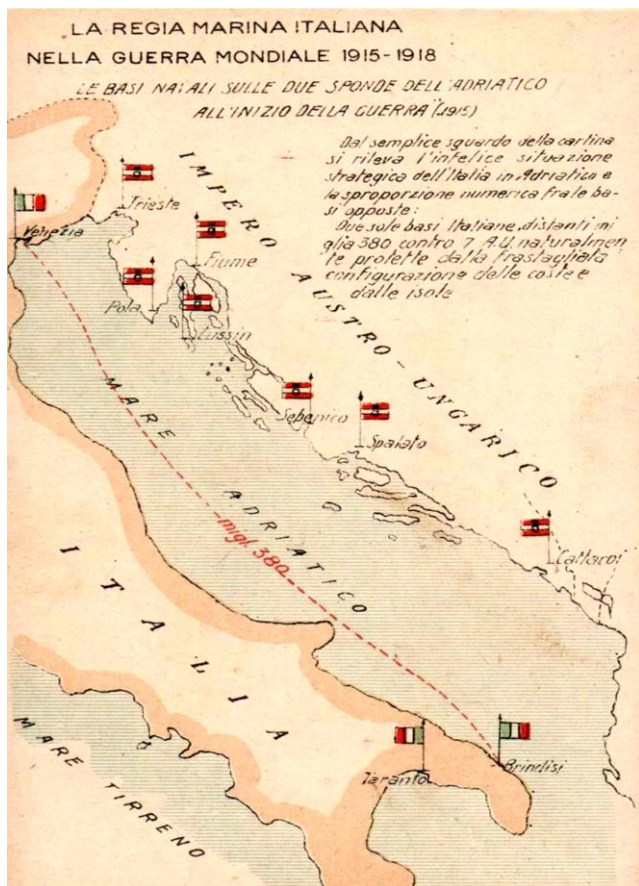 LA REGIA MARINA ITALIANA
NELLA GUERRA MONDIALE 1915-1918
LE BASI NAVALI SULLE DUE SPONDE DELL'ADRIATICO
ALL'INIZIO DELLA GUERRA (1915)
Dal semplice sguardo della cartina
si rileva l'infelice situazione
strategica dell'Italia in Adriatico e
la sproporzione numerica fra le ba-
si opposte:
Due sole basi Italiane, distanti mi
glia 380 contro 7 A.U. naturalmen
te protette dalla frastagliata
configurazione delle coste e
dalle isole
IMPERO AUSTRO-UNGARICO
Trieste
Venezia
Fiume
Pola
Lussin
Sebenico
Spalato
Cattaro
MARE ADRIATICO
migl. 380
ITALIA
MARE TIRRENO
Taranto
Brindisi